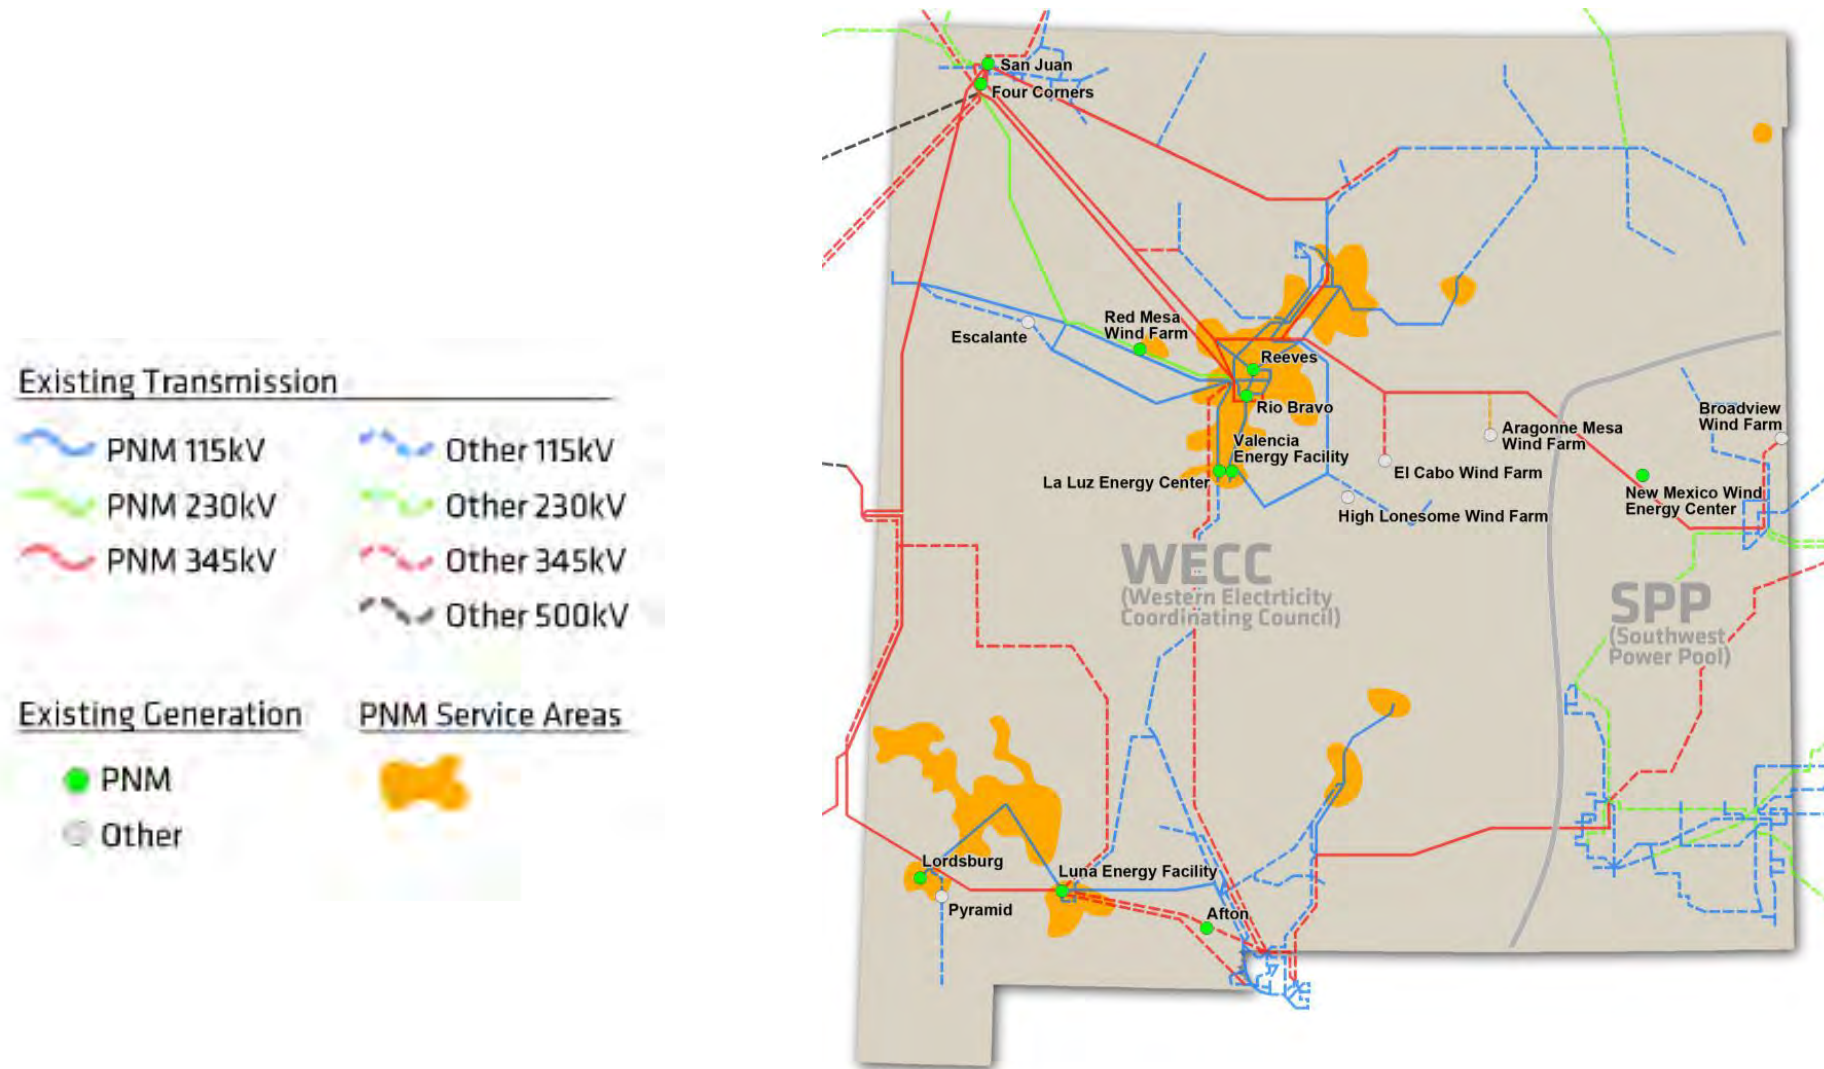 Existing Transmission
PNM 115kV
Other 115kV
PNM 230kV
Other 230kV
PNM 345kV
Other 345kV
Other 500kV
Existing Generation
PNM Service Areas
PNM
Other
San Juan
Four Corners
Red Mesa
Wind Farm
Escalante
Reeves
Rio Bravo
Valencia
Energy Facility
La Luz Energy Center
Broadview
Wind Farm
Aragonne Mesa
Wind Farm
El Cabo Wind Farm
New Mexico Wind
Energy Center
High Lonesome Wind Farm
WECC
(Western Electrticity
Coordinating Council)
SPP
(Southwest
Power Pool)
Lordsburg
Luna Energy Facility
Pyramid
Afton